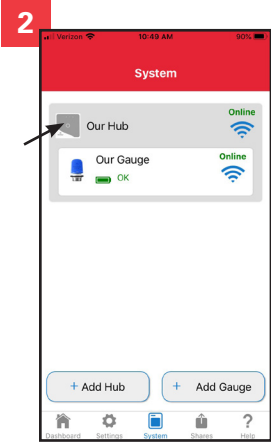 2
Verizon 10:49 AM 90%
System
Online
Our Hub
Our Gauge
Online
OK
+ Add Hub
+ Add Gauge
Dashboard Settings System Shares Help